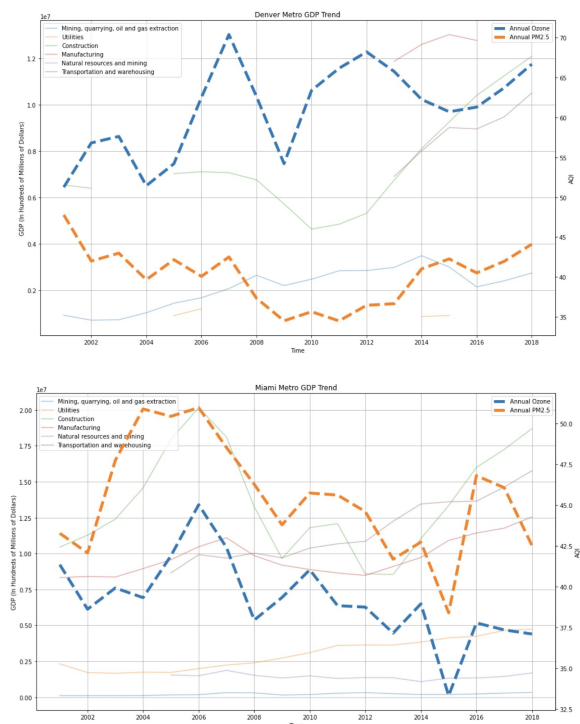 Denver Metro GDP Trend
1e7
Mining, quarrying, oil and gas extraction
Utilities
Construction
Manufacturing
Natural resources and mining
Transportation and warehousing
Annual Ozone
Annual PM2.5
GDP (In Hundreds of Millions of Dollars)
1.2
1.0
0.8
0.6
0.4
0.2
70
65
60
55
50
45
40
35
AQI
2002 2004 2006 2008 2010 2012 2014 2016 2018
Time
Miami Metro GDP Trend
1e7
Mining, quarrying, oil and gas extraction
Utilities
Construction
Manufacturing
Natural resources and mining
Transportation and warehousing
Annual Ozone
Annual PM2.5
GDP (In Hundreds of Millions of Dollars)
2.00
1.75
1.50
1.25
1.00
0.75
0.50
0.25
0.00
50.0
47.5
45.0
42.5
40.0
37.5
35.0
32.5
AQI
2002 2004 2006 2008 2010 2012 2014 2016 2018